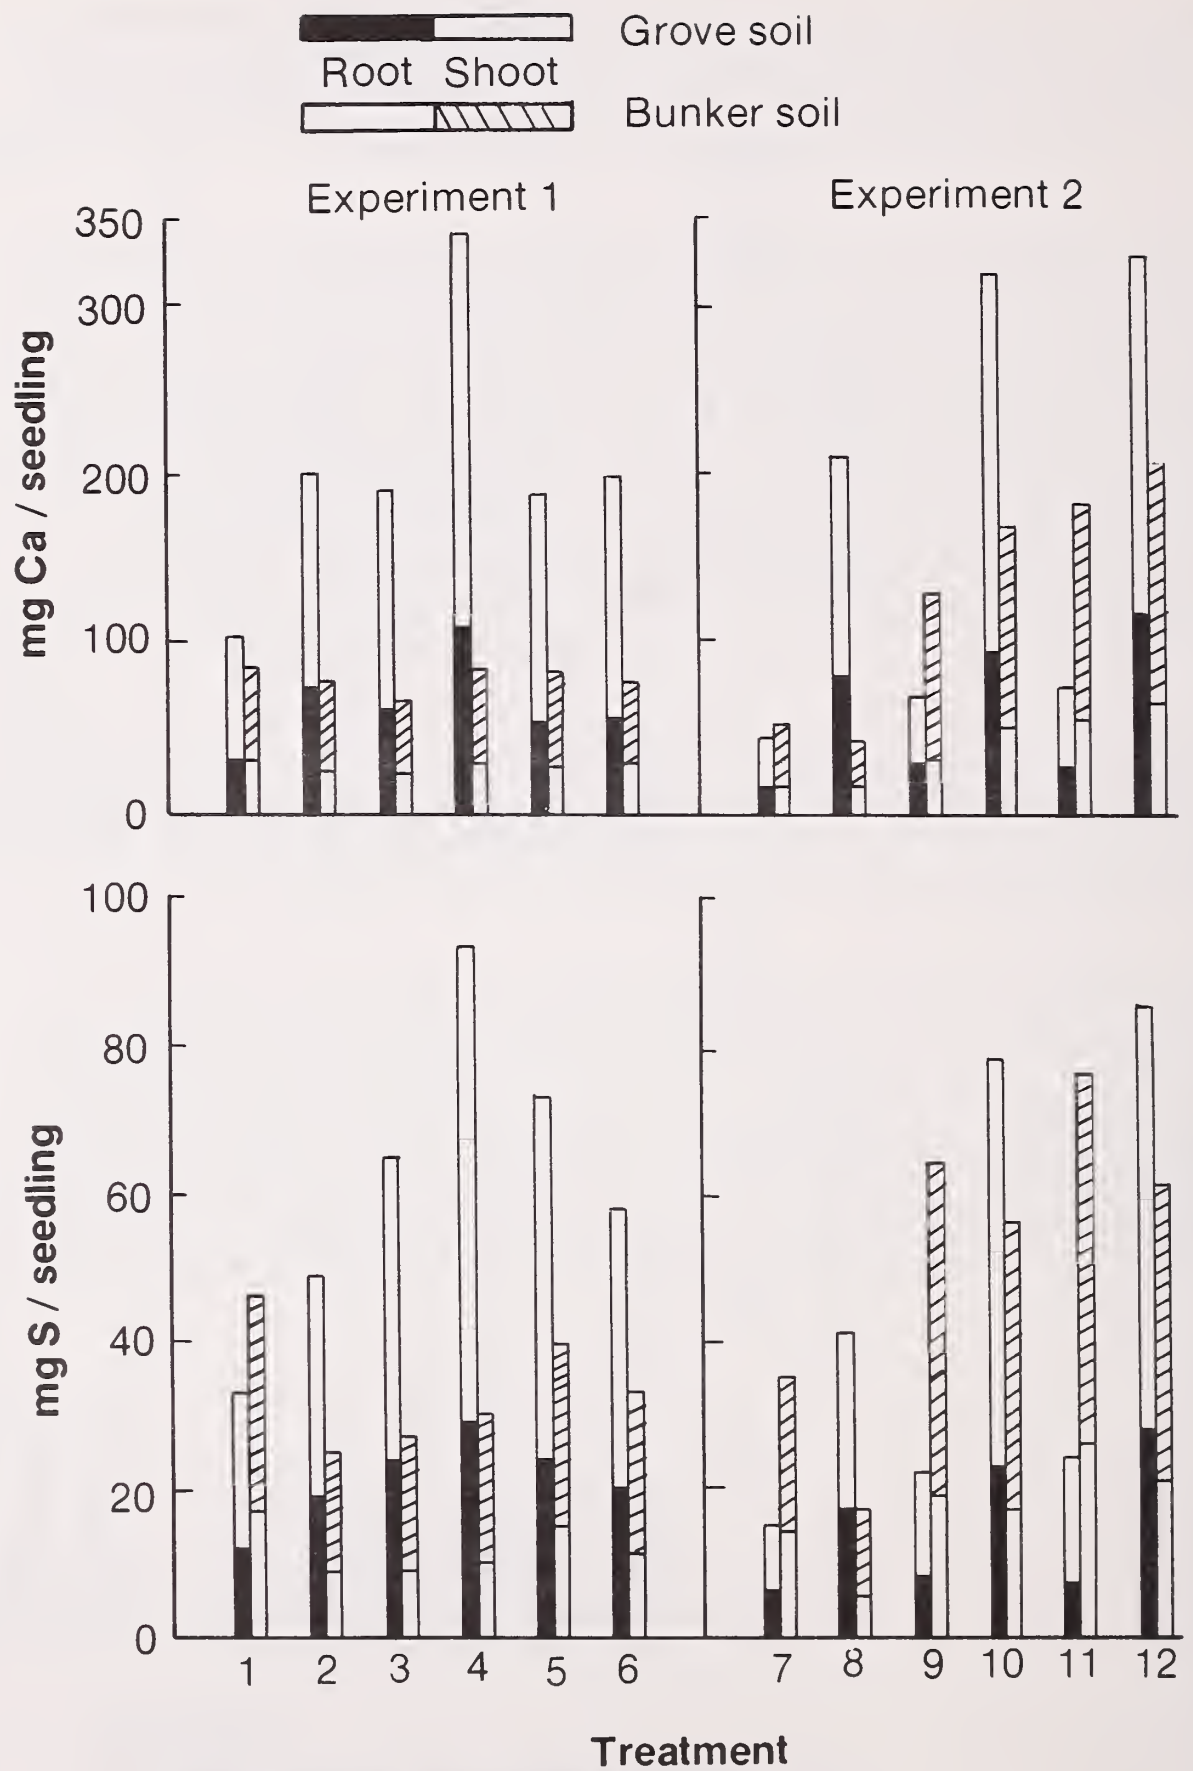 Grove soil
Root Shoot
Bunker soil
Experiment 1
Experiment 2
350
300
200
100
0
mg Ca / seedling
100
80
60
40
20
0
mg S / seedling
1 2 3 4 5 6 7 8 9 10 11 12
Treatment